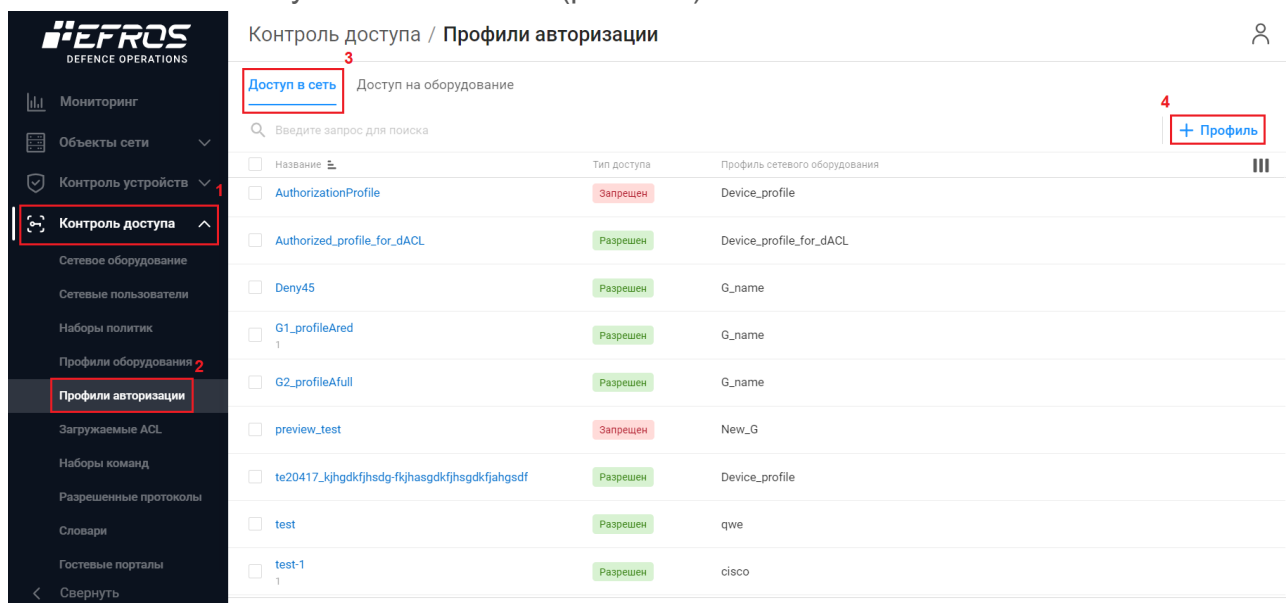 EFROS
DEFENCE OPERATIONS
Мониторинг
Объекты сети
Контроль устройств
1
Контроль доступа
Сетевое оборудование
Сетевые пользователи
Наборы политик
Профили оборудования
2
Профили авторизации
Загружаемые ACL
Наборы команд
Разрешенные протоколы
Словари
Гостевые порталы
Свернуть
Контроль доступа / Профили авторизации
3
Доступ в сеть Доступ на оборудование
4
Введите запрос для поиска + Профиль
Название Тип доступа Профиль сетевого оборудования
AuthorizationProfile Запрещен Device_profile
Authorized_profile_for_dACL Разрешен Device_profile_for_dACL
Deny45 Разрешен G_name
G1_profileAred Разрешен G_name
1
G2_profileAfull Разрешен G_name
preview_test Запрещен New_G
te20417_kjhgdkfjhsdg-fkjhasgdkfjhsgdkfjahgsdf Разрешен Device_profile
test Разрешен qwe
test-1 Разрешен cisco
1